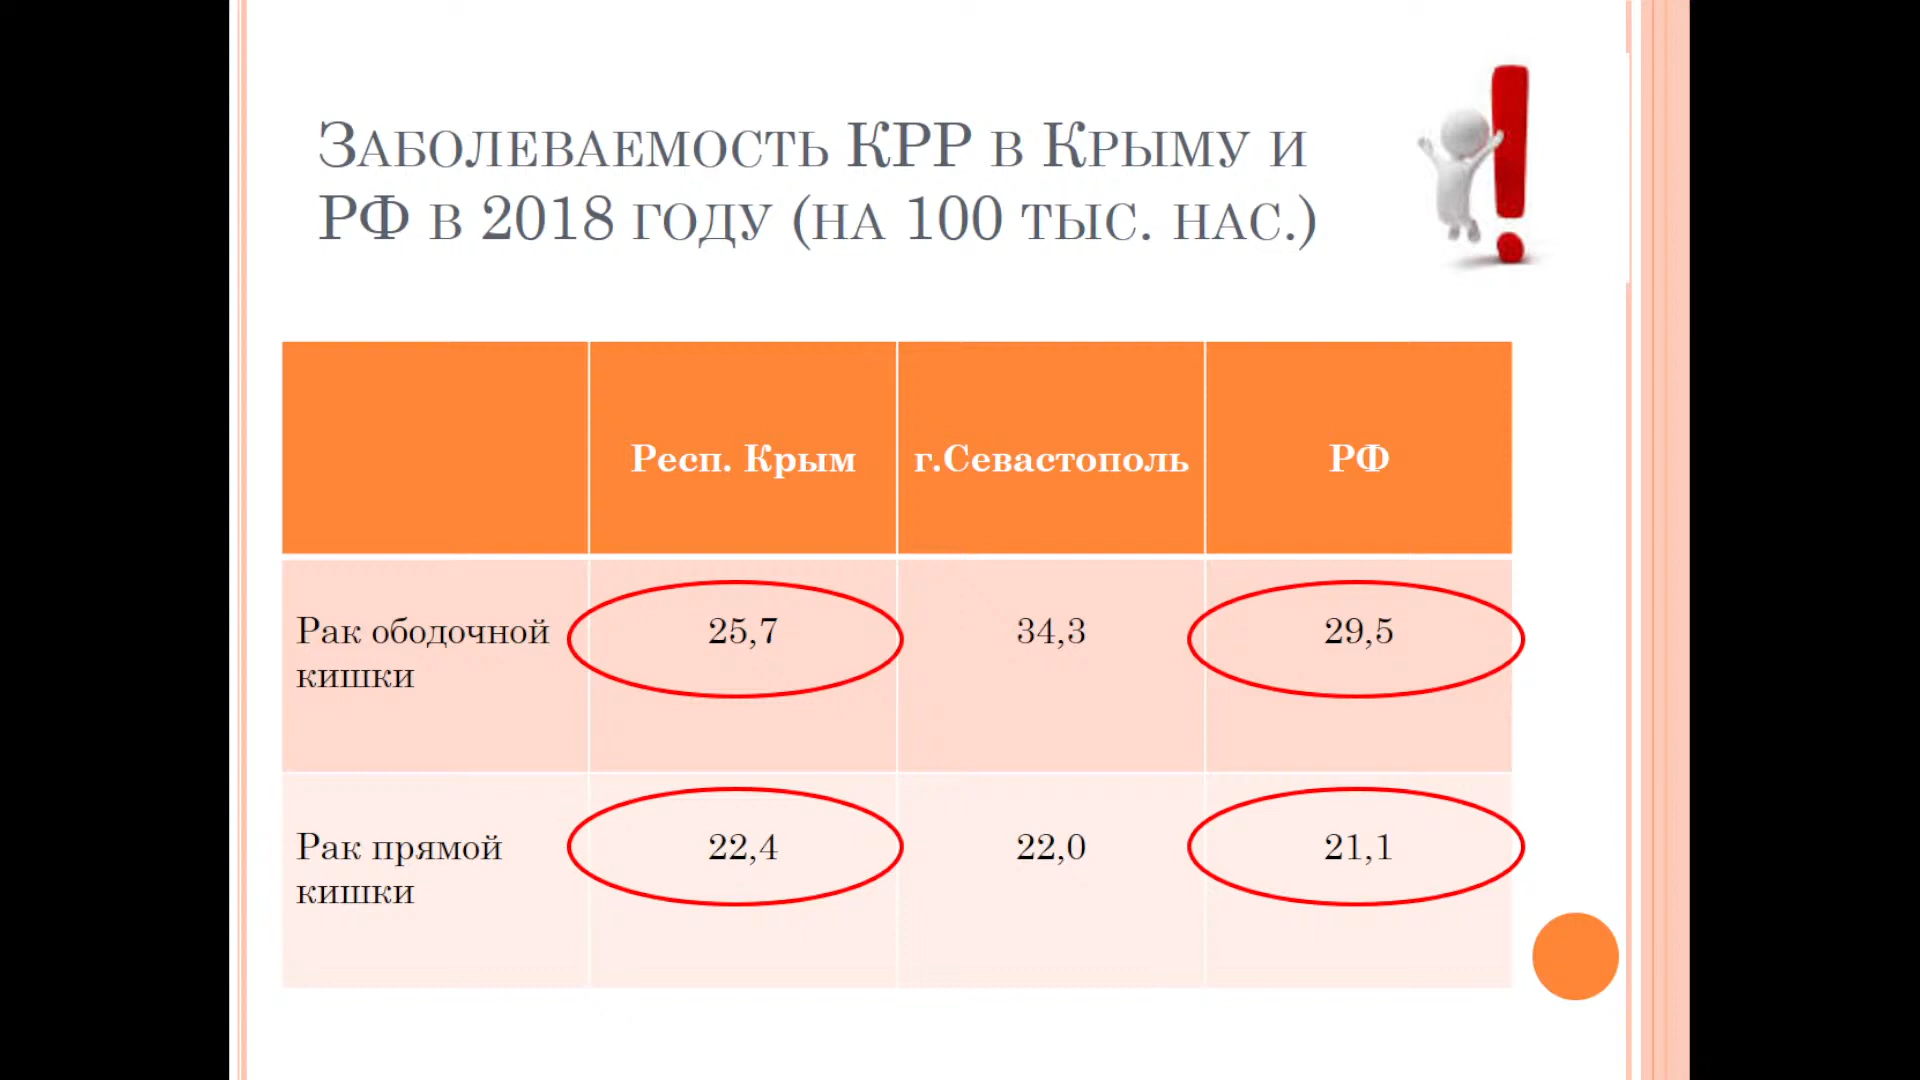 Заболеваемость КРР в Крыму и
РФ в 2018 году (на 100 тыс. нас.)
Респ. Крым г.Севастополь РФ
Рак ободочной кишки 25,7 34,3 29,5
Рак прямой кишки 22,4 22,0 21,1